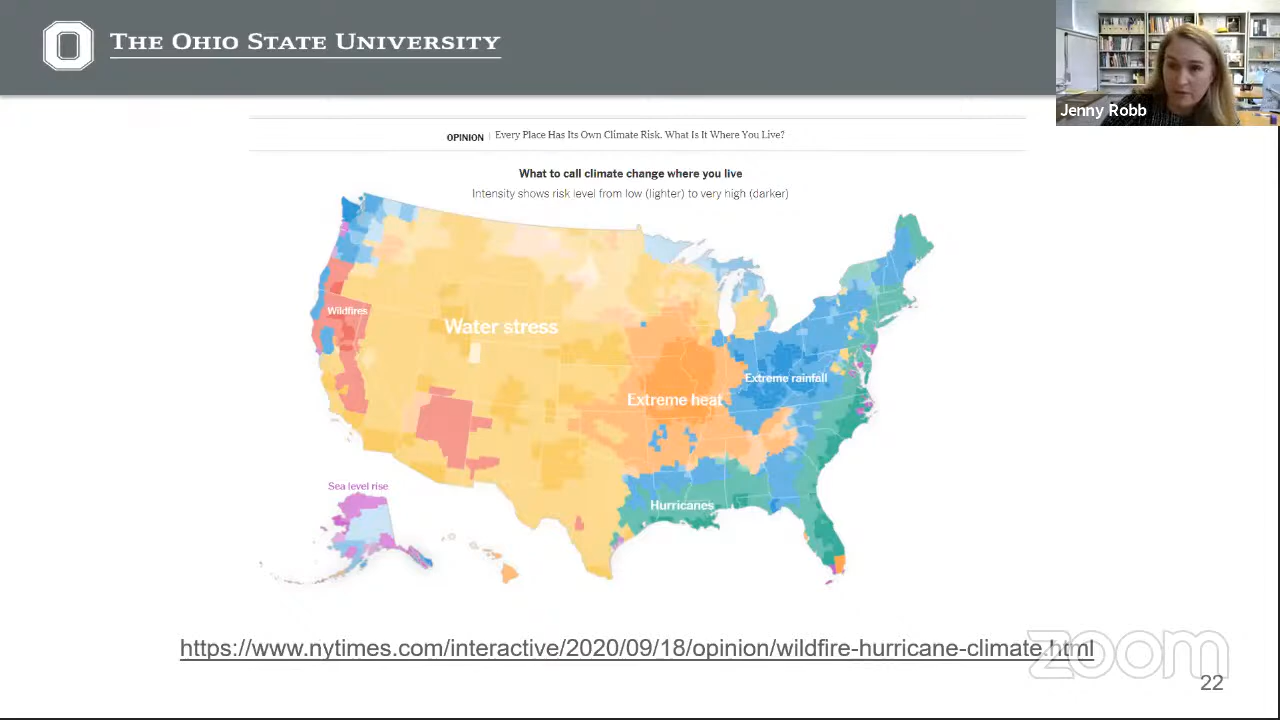 THE OHIO STATE UNIVERSITY
Jenny Robb
OPINION | Every Place Has Its Own Climate Risk. What Is It Where You Live?
What to call climate change where you live
Intensity shows risk level from low (lighter) to very high (darker)
Wildfires
Water stress
Extreme rainfall
Extreme heat
Sea level rise
Hurricanes
https://www.nytimes.com/interactive/2020/09/18/opinion/wildfire-hurricane-climate.html
zoom
22